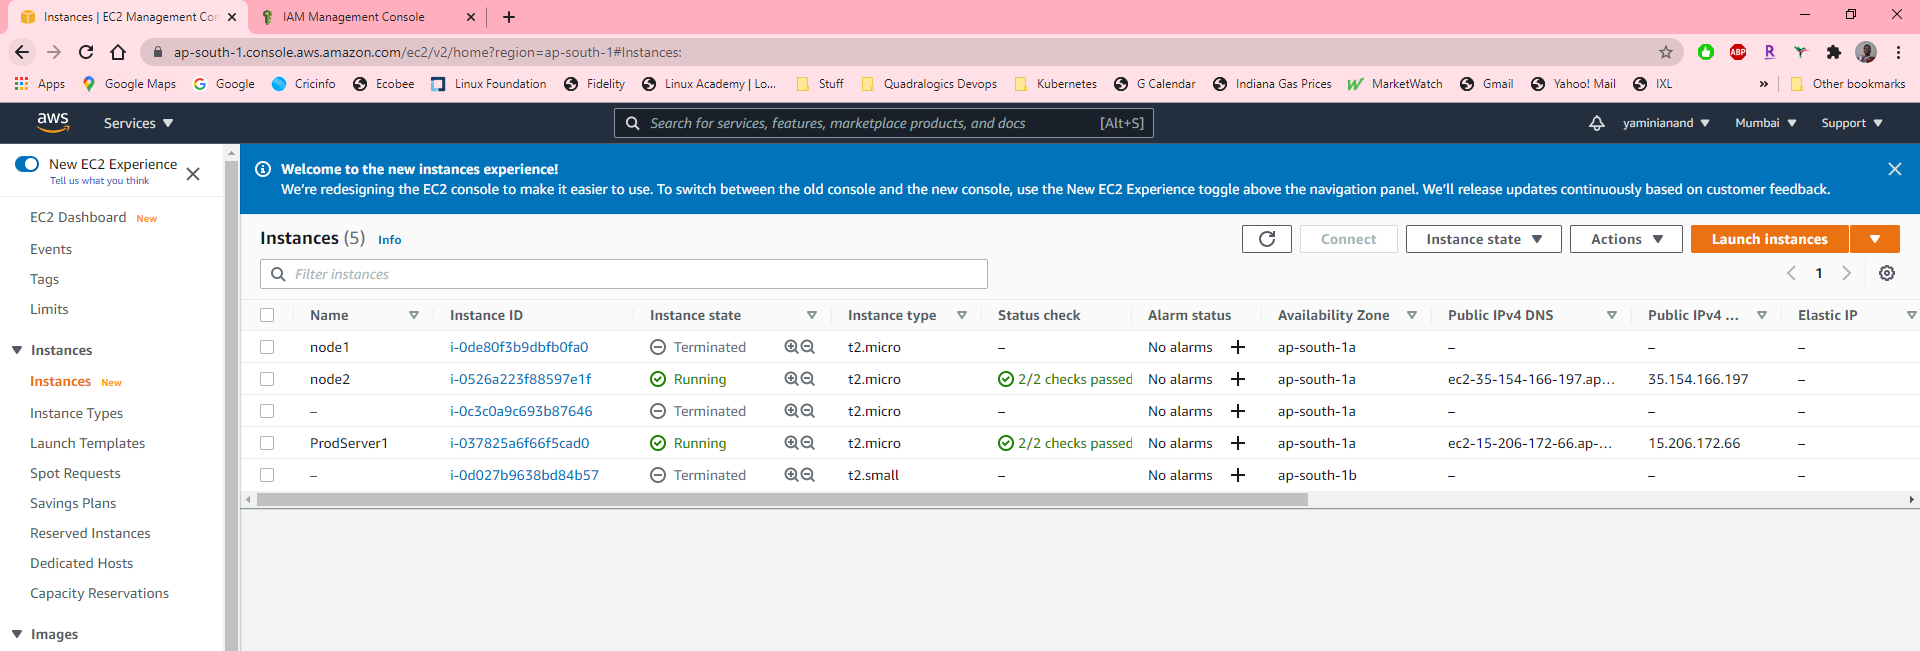 Instances | EC2 Management Con
IAM Management Console
ap-south-1.console.aws.amazon.com/ec2/v2/home?region=ap-south-1#Instances:
ABP
R
Apps Google Maps Google Cricinfo Ecobee Linux Foundation Fidelity Linux Academy | Lo... Stuff Quadralogics Devops Kubernetes G Calendar Indiana Gas Prices MarketWatch Gmail Yahoo! Mail IXL » Other bookmarks
aws Services Search for services, features, marketplace products, and docs [Alt+S] yaminianand Mumbai Support
New EC2 Experience
Tell us what you think
EC2 Dashboard New
Events
Tags
Limits
Instances
Instances New
Instance Types
Launch Templates
Spot Requests
Savings Plans
Reserved Instances
Dedicated Hosts
Capacity Reservations
Images
Welcome to the new instances experience!
We're redesigning the EC2 console to make it easier to use. To switch between the old console and the new console, use the New EC2 Experience toggle above the navigation panel. We'll release updates continuously based on customer feedback.
Instances (5) Info Connect Instance state Actions Launch instances
Filter instances 1
Name Instance ID Instance state Instance type Status check Alarm status Availability Zone Public IPv4 DNS Public IPv4 ... Elastic IP
node1 i-0de80f3b9dbfb0fa0 Terminated t2.micro – No alarms + ap-south-1a – – –
node2 i-0526a223f88597e1f Running t2.micro 2/2 checks passed No alarms + ap-south-1a ec2-35-154-166-197.ap... 35.154.166.197 –
– i-0c3c0a9c693b87646 Terminated t2.micro – No alarms + ap-south-1a – – –
ProdServer1 i-037825a6f66f5cad0 Running t2.micro 2/2 checks passed No alarms + ap-south-1a ec2-15-206-172-66.ap-... 15.206.172.66 –
– i-0d027b9638bd84b57 Terminated t2.small – No alarms + ap-south-1b – – –